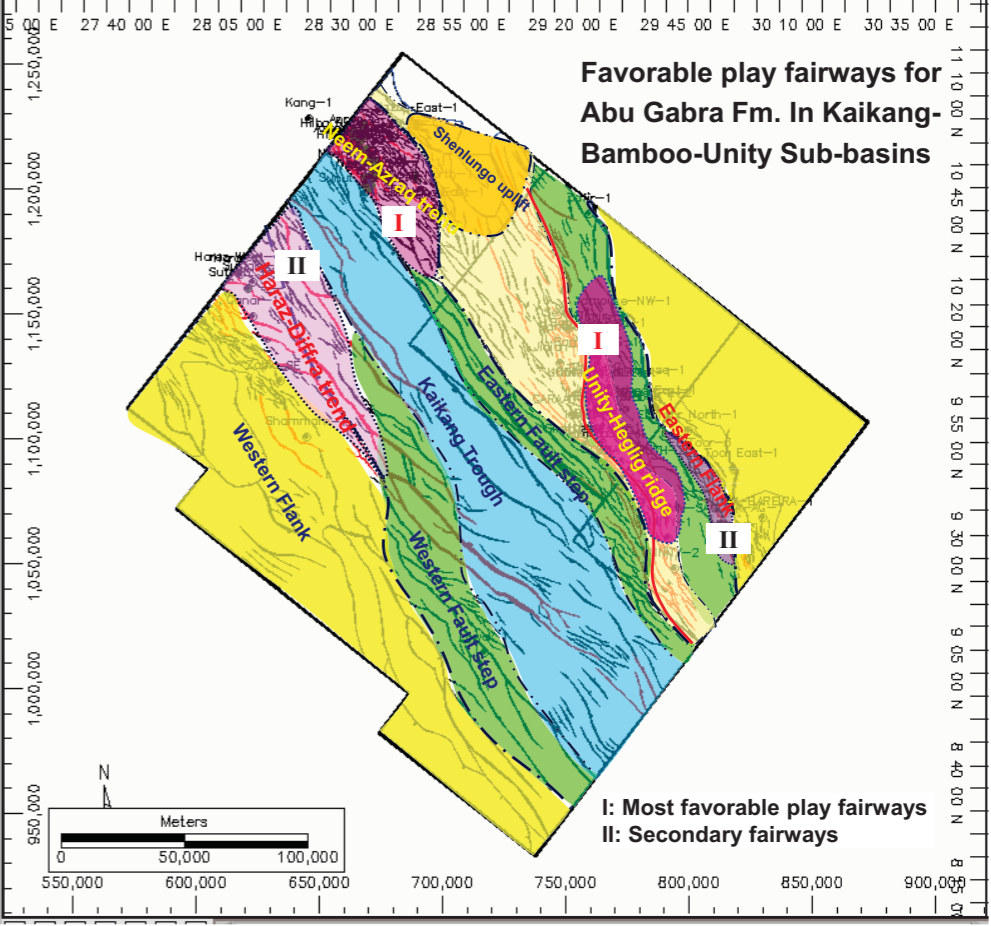 5 00 E 27 40 00 E 28 05 00 E 28 30 00 E 28 55 00 E 29 20 00 E 29 45 00 E 30 10 00 E 30 35 00 E
Favorable play fairways for
Abu Gabra Fm. In Kaikang-
Bamboo-Unity Sub-basins
1,250,000
1,200,000
1,150,000
1,100,000
1,050,000
1,000,000
950,000
11 10 00 N
10 45 00 N
10 20 00 N
9 55 00 N
9 30 00 N
9 05 00 N
8 40 00 N
Kang-1
East-1
Neem-Azraq trend
Shenlungo uplift
I
II
Haraz-Diffra trend
-NW-1
I
Unity-Heglig ridge
Eastern Flank
North-1
Toon East-1
II
Kaikang Trough
Eastern Fault step
Western Flank
Western Fault step
N
Meters
0 50,000 100,000
I: Most favorable play fairways
II: Secondary fairways
550,000 600,000 650,000 700,000 750,000 800,000 850,000 900,000